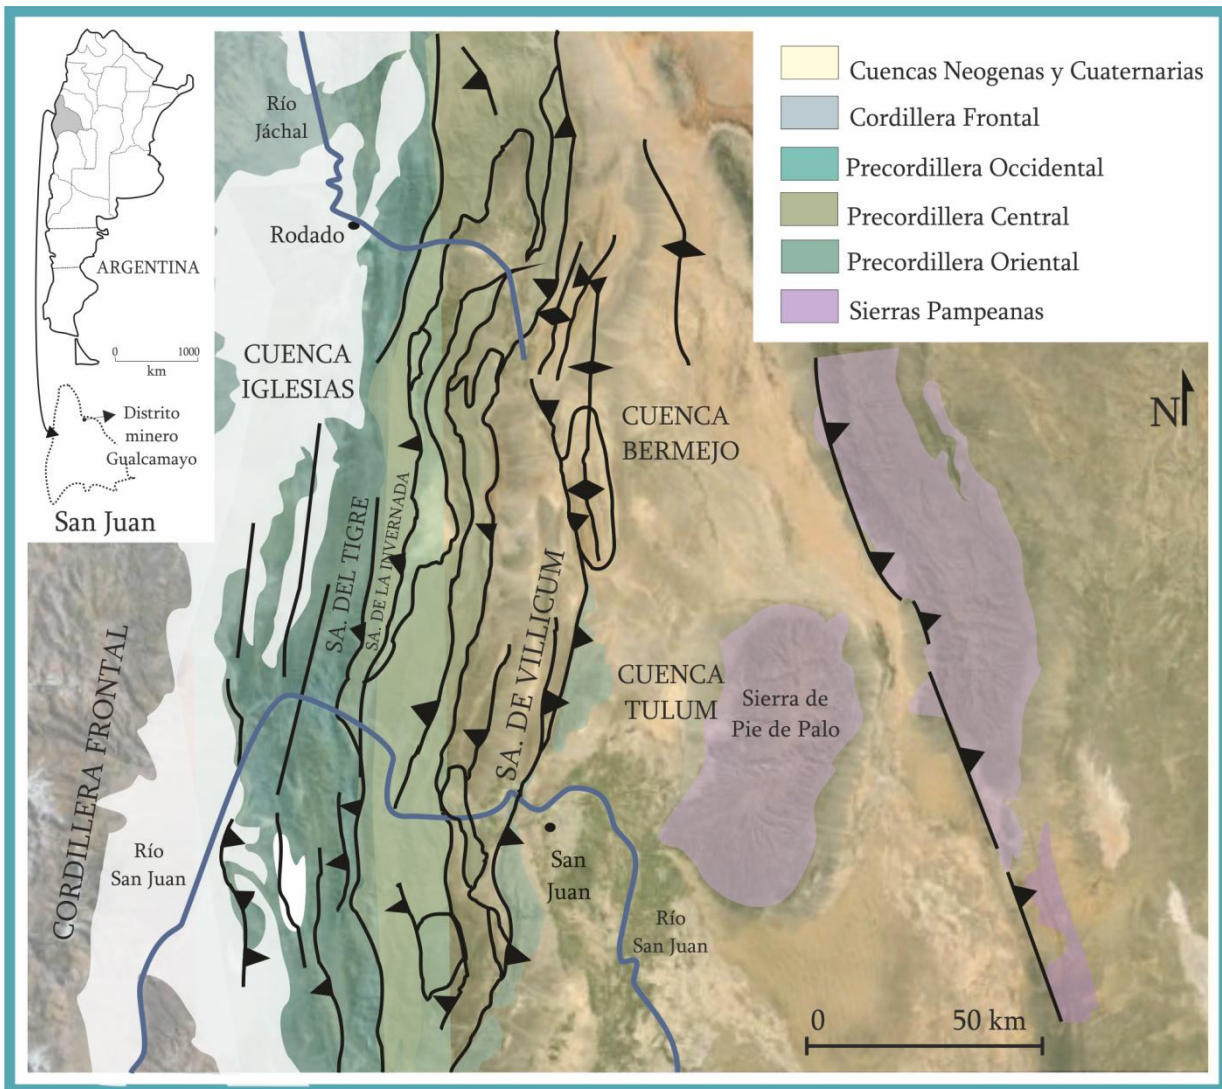 ARGENTINA
0
1000
km
Distrito
minero
Gualcamayo
San Juan
Cuencas Neogenas y Cuaternarias
Cordillera Frontal
Precordillera Occidental
Precordillera Central
Precordillera Oriental
Sierras Pampeanas
Río
Jáchal
Rodado
CUENCA
IGLESIAS
CUENCA
BERMEJO
N
SA. DEL TIGRE
SA. DE LA INVERNADA
SA. DE VILLICUM
CUENCA
TULUM
Sierra de
Pie de Palo
CORDILLERA FRONTAL
Río
San Juan
San
Juan
Río
San Juan
0
50 km